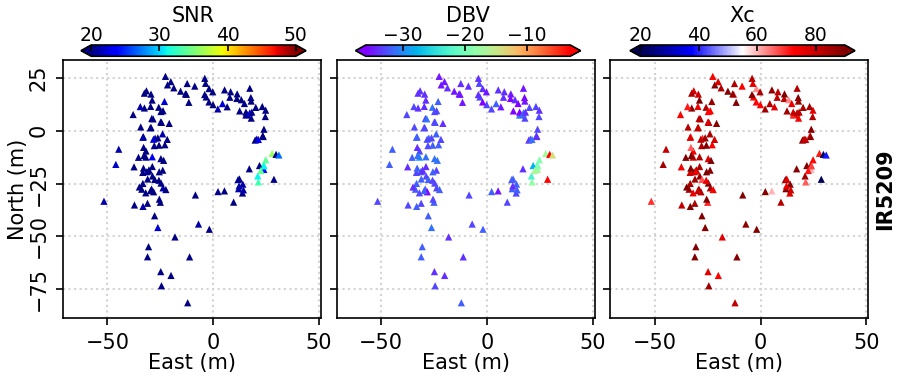 SNR
DBV
Xc
20 30 40 50
−30 −20 −10
20 40 60 80
25
0
−25
−50
−75
North (m)
IR5209
−50 0 50
−50 0 50
−50 0 50
East (m)
East (m)
East (m)